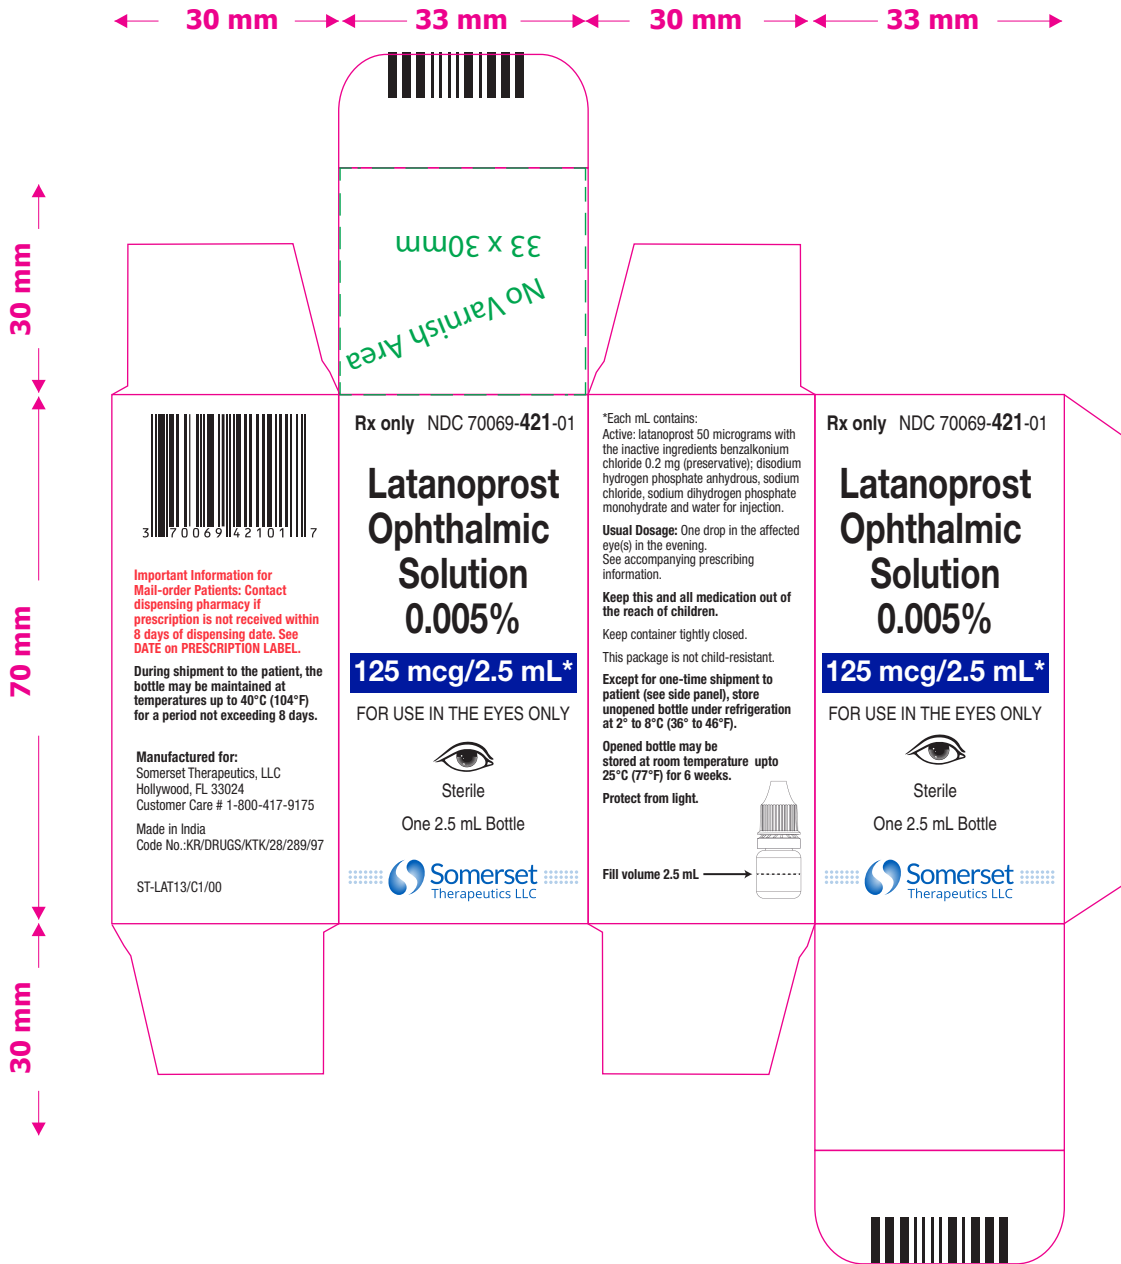 30 mm
33 mm
30 mm
33 mm
30 mm
70 mm
30 mm
33 x 30mm
No Varnish Area
3 70069 42101 7
Important Information for
Mail-order Patients: Contact
dispensing pharmacy if
prescription is not received within
8 days of dispensing date. See
DATE on PRESCRIPTION LABEL.
During shipment to the patient, the
bottle may be maintained at
temperatures up to 40°C (104°F)
for a period not exceeding 8 days.
Manufactured for:
Somerset Therapeutics, LLC
Hollywood, FL 33024
Customer Care # 1-800-417-9175
Made in India
Code No.:KR/DRUGS/KTK/28/289/97
ST-LAT13/C1/00
Rx only NDC 70069-421-01
Latanoprost
Ophthalmic
Solution
0.005%
125 mcg/2.5 mL*
FOR USE IN THE EYES ONLY
Sterile
One 2.5 mL Bottle
Somerset
Therapeutics LLC
*Each mL contains:
Active: latanoprost 50 micrograms with
the inactive ingredients benzalkonium
chloride 0.2 mg (preservative); disodium
hydrogen phosphate anhydrous, sodium
chloride, sodium dihydrogen phosphate
monohydrate and water for injection.
Usual Dosage: One drop in the affected
eye(s) in the evening.
See accompanying prescribing
information.
Keep this and all medication out of
the reach of children.
Keep container tightly closed.
This package is not child-resistant.
Except for one-time shipment to
patient (see side panel), store
unopened bottle under refrigeration
at 2° to 8°C (36° to 46°F).
Opened bottle may be
stored at room temperature upto
25°C (77°F) for 6 weeks.
Protect from light.
Fill volume 2.5 mL
Rx only NDC 70069-421-01
Latanoprost
Ophthalmic
Solution
0.005%
125 mcg/2.5 mL*
FOR USE IN THE EYES ONLY
Sterile
One 2.5 mL Bottle
Somerset
Therapeutics LLC